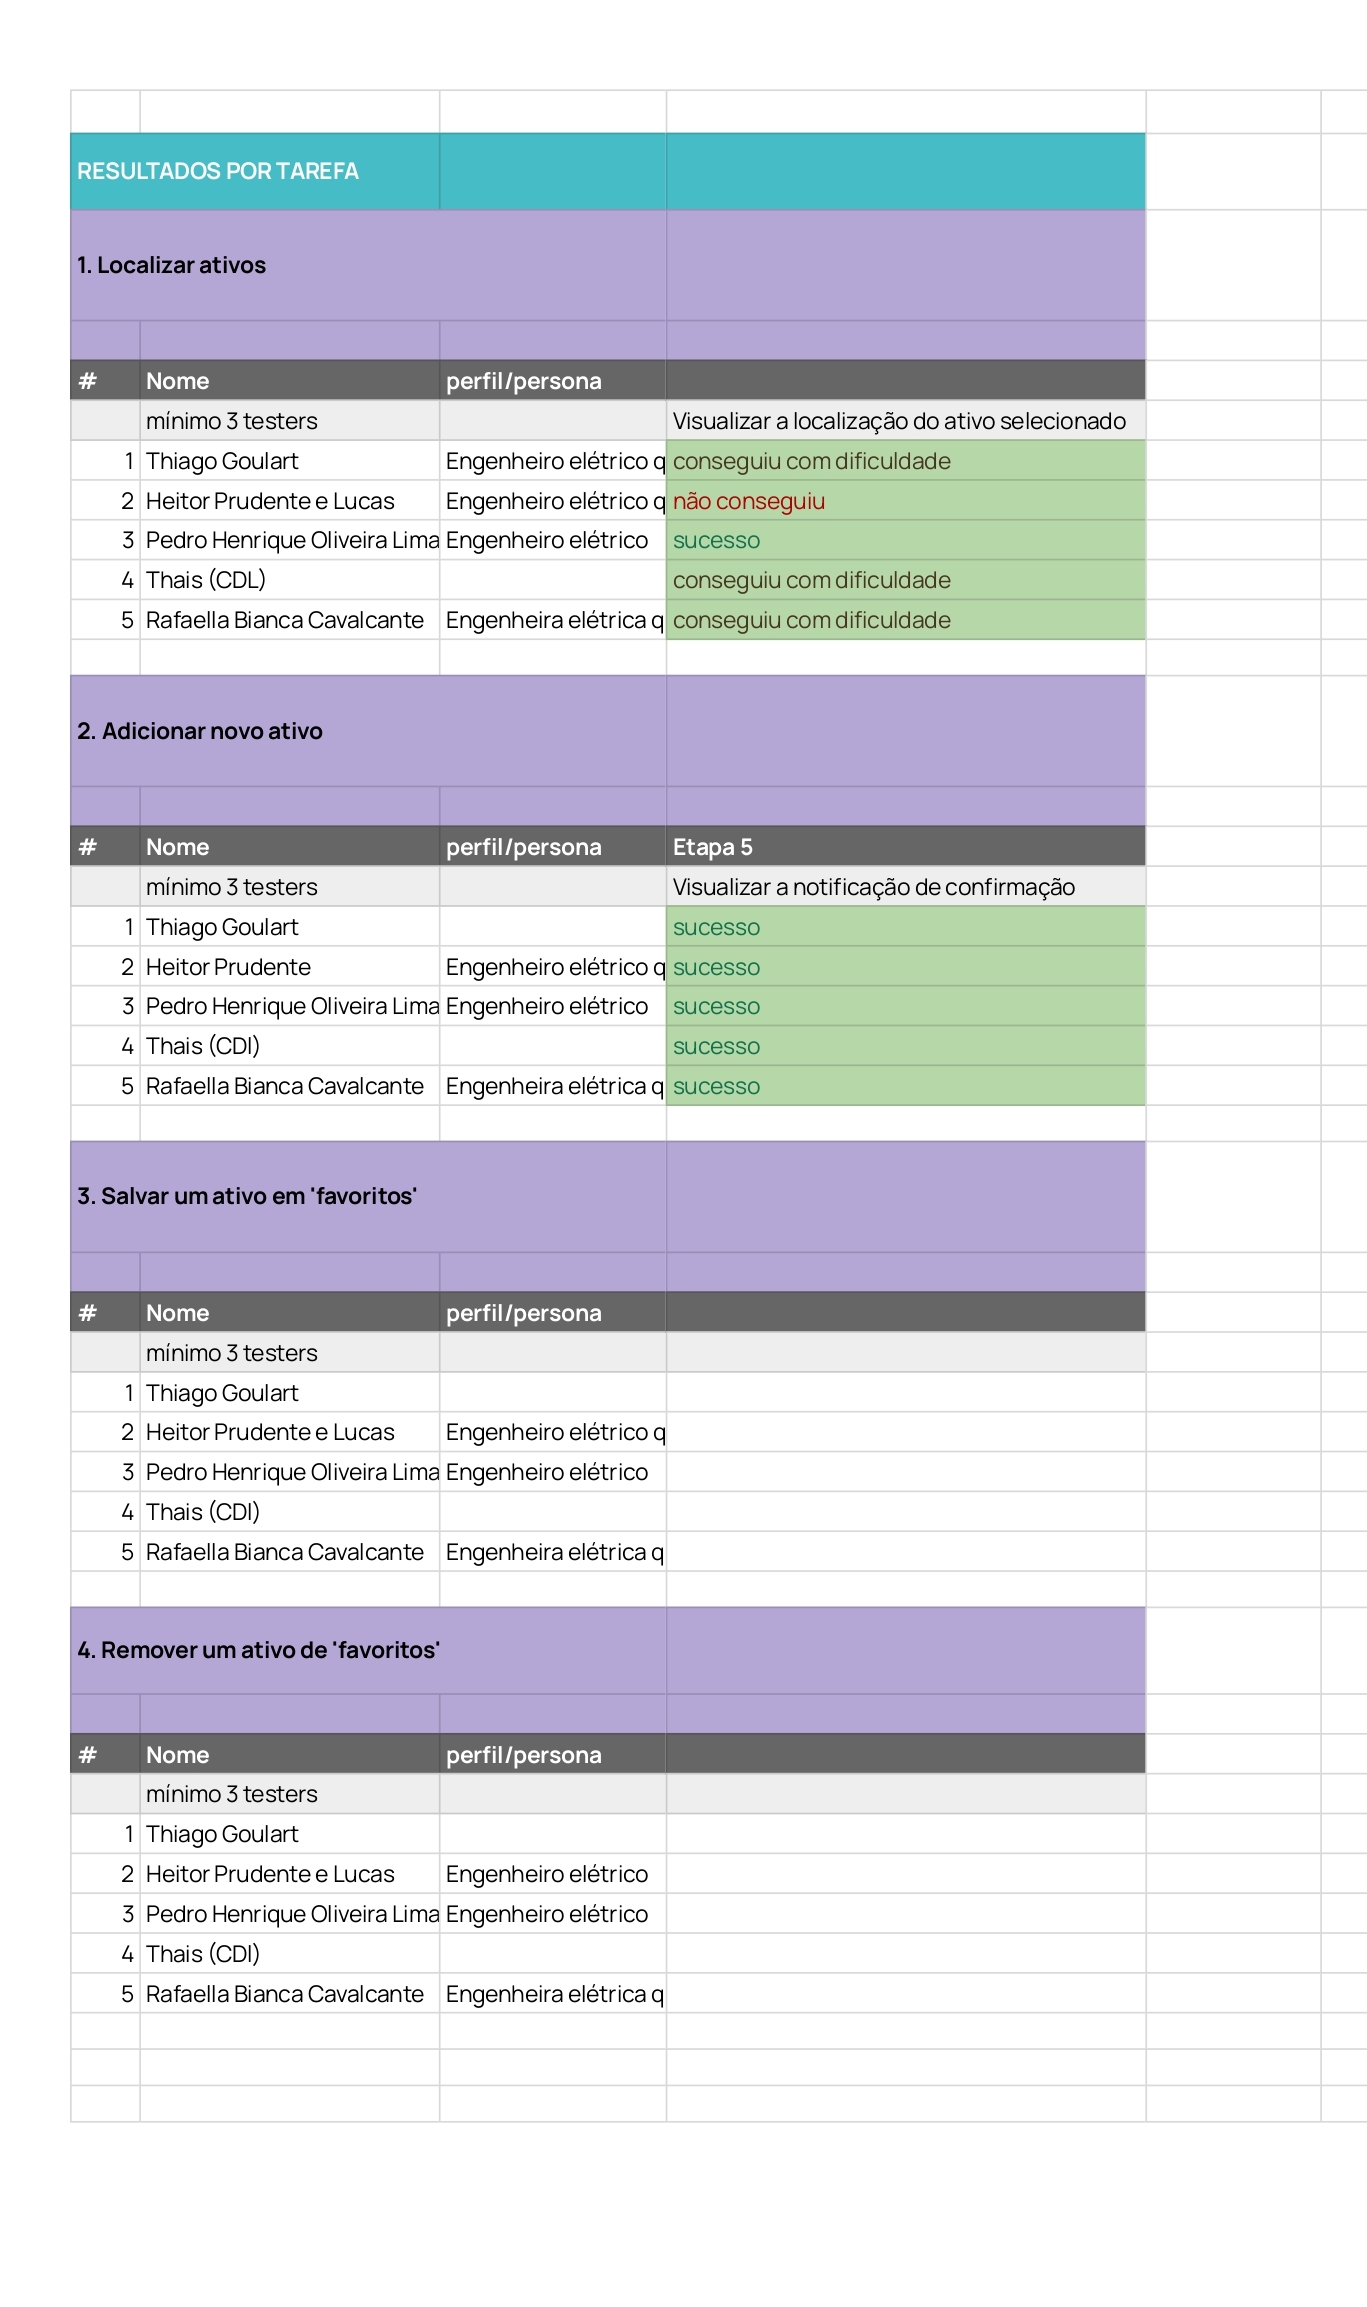 RESULTADOS POR TAREFA
1. Localizar ativos
# Nome perfil/persona
mínimo 3 testers Visualizar a localização do ativo selecionado
1 Thiago Goulart Engenheiro elétrico q conseguiu com dificuldade
2 Heitor Prudente e Lucas Engenheiro elétrico q não conseguiu
3 Pedro Henrique Oliveira Lima Engenheiro elétrico sucesso
4 Thais (CDL) conseguiu com dificuldade
5 Rafaella Bianca Cavalcante Engenheira elétrica q conseguiu com dificuldade
2. Adicionar novo ativo
# Nome perfil/persona Etapa 5
mínimo 3 testers Visualizar a notificação de confirmação
1 Thiago Goulart sucesso
2 Heitor Prudente Engenheiro elétrico q sucesso
3 Pedro Henrique Oliveira Lima Engenheiro elétrico sucesso
4 Thais (CDI) sucesso
5 Rafaella Bianca Cavalcante Engenheira elétrica q sucesso
3. Salvar um ativo em 'favoritos'
# Nome perfil/persona
mínimo 3 testers
1 Thiago Goulart
2 Heitor Prudente e Lucas Engenheiro elétrico q
3 Pedro Henrique Oliveira Lima Engenheiro elétrico
4 Thais (CDI)
5 Rafaella Bianca Cavalcante Engenheira elétrica q
4. Remover um ativo de 'favoritos'
# Nome perfil/persona
mínimo 3 testers
1 Thiago Goulart
2 Heitor Prudente e Lucas Engenheiro elétrico
3 Pedro Henrique Oliveira Lima Engenheiro elétrico
4 Thais (CDI)
5 Rafaella Bianca Cavalcante Engenheira elétrica q